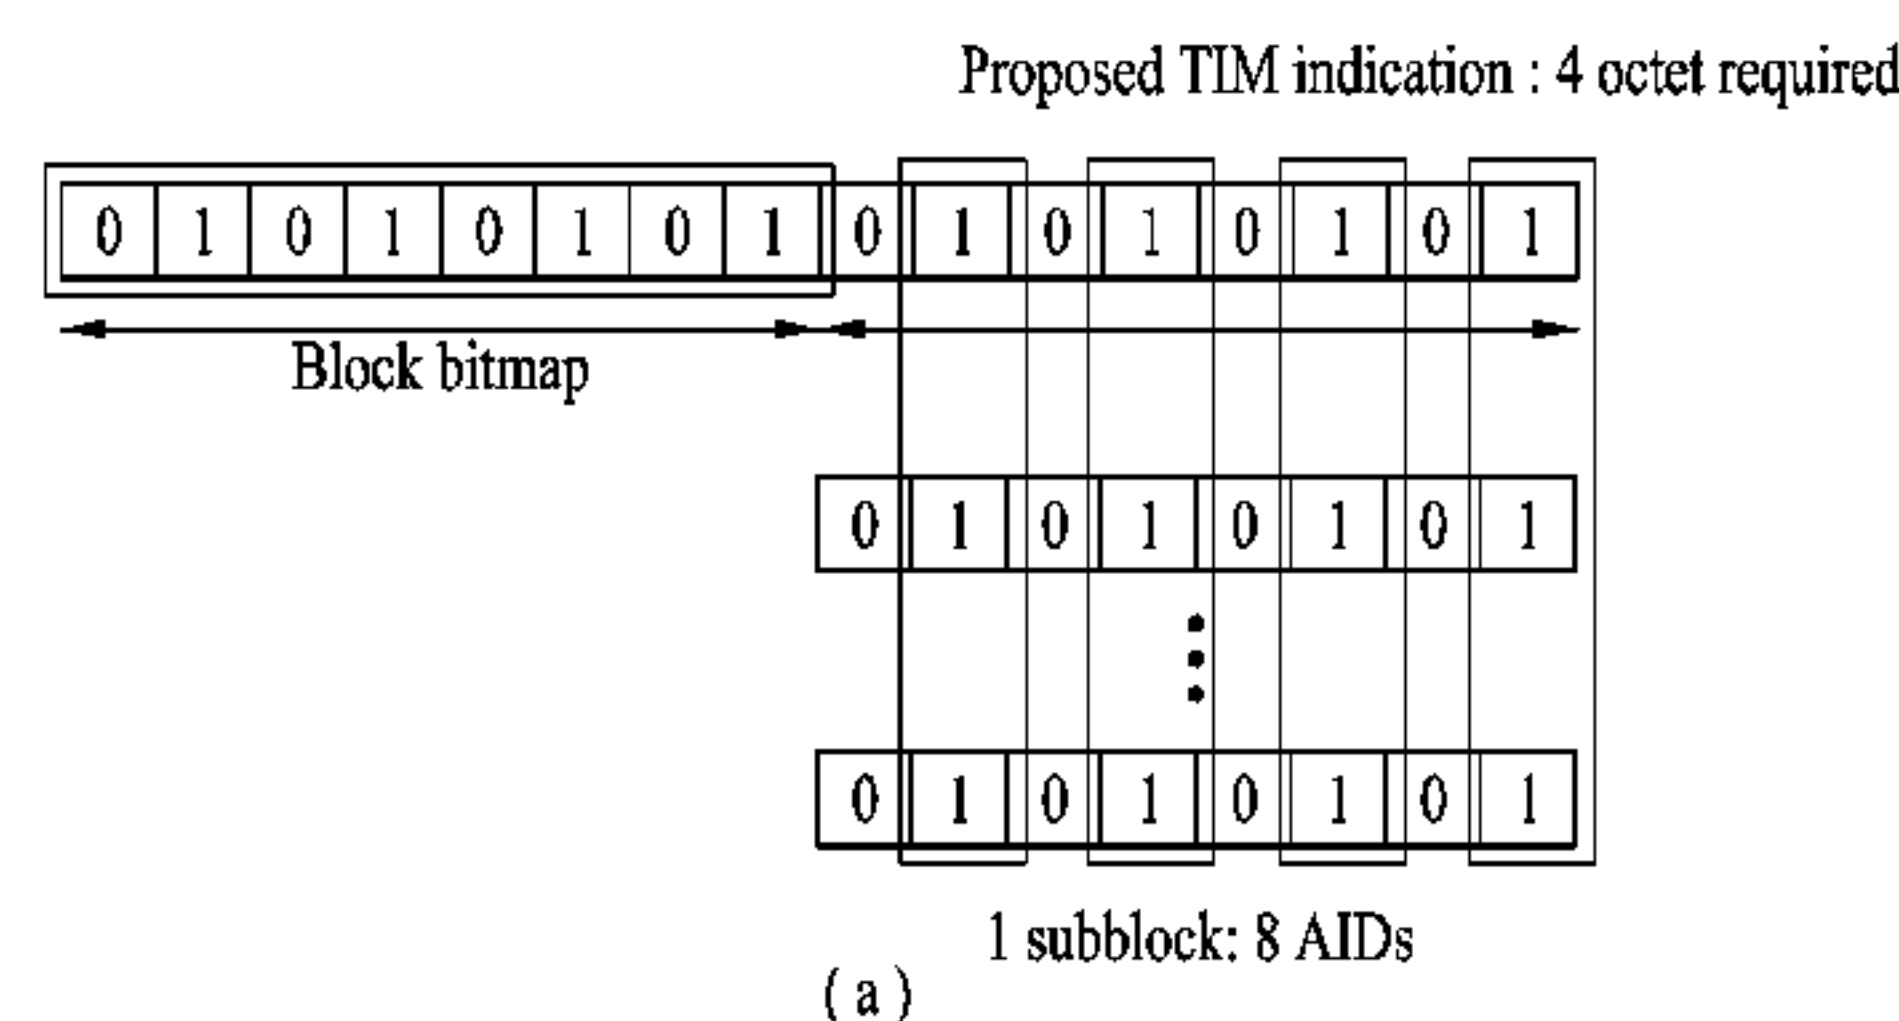 Proposed TIM indication : 4 octet required
0 1 0 1 0 1 0 1 0 1 0 1 0 1 0 1
Block bitmap
0 1 0 1 0 1 0 1
0 1 0 1 0 1 0 1
1 subblock: 8 AIDs
( a )